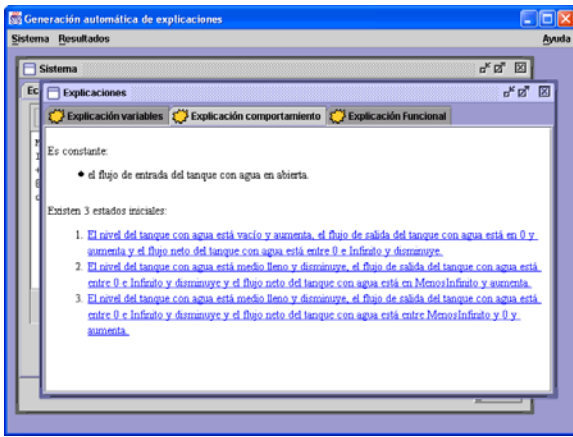 Generación automática de explicaciones
Sistema Resultados Ayuda
Sistema
Ec
Explicaciones
Explicación variables Explicación comportamiento Explicación Funcional
Es constante:
• el flujo de entrada del tanque con agua en abierta.
Existen 3 estados iniciales:
1. El nivel del tanque con agua está vacío y aumenta, el flujo de salida del tanque con agua está en 0 y
aumenta y el flujo neto del tanque con agua está entre 0 e Infinito y disminuye.
2. El nivel del tanque con agua está medio lleno y disminuye, el flujo de salida del tanque con agua está
entre 0 e Infinito y disminuye y el flujo neto del tanque con agua está en MenosInfinito y aumenta.
3. El nivel del tanque con agua está medio lleno y disminuye, el flujo de salida del tanque con agua está
entre 0 e Infinito y disminuye y el flujo neto del tanque con agua está entre MenosInfinito y 0 y
aumenta.